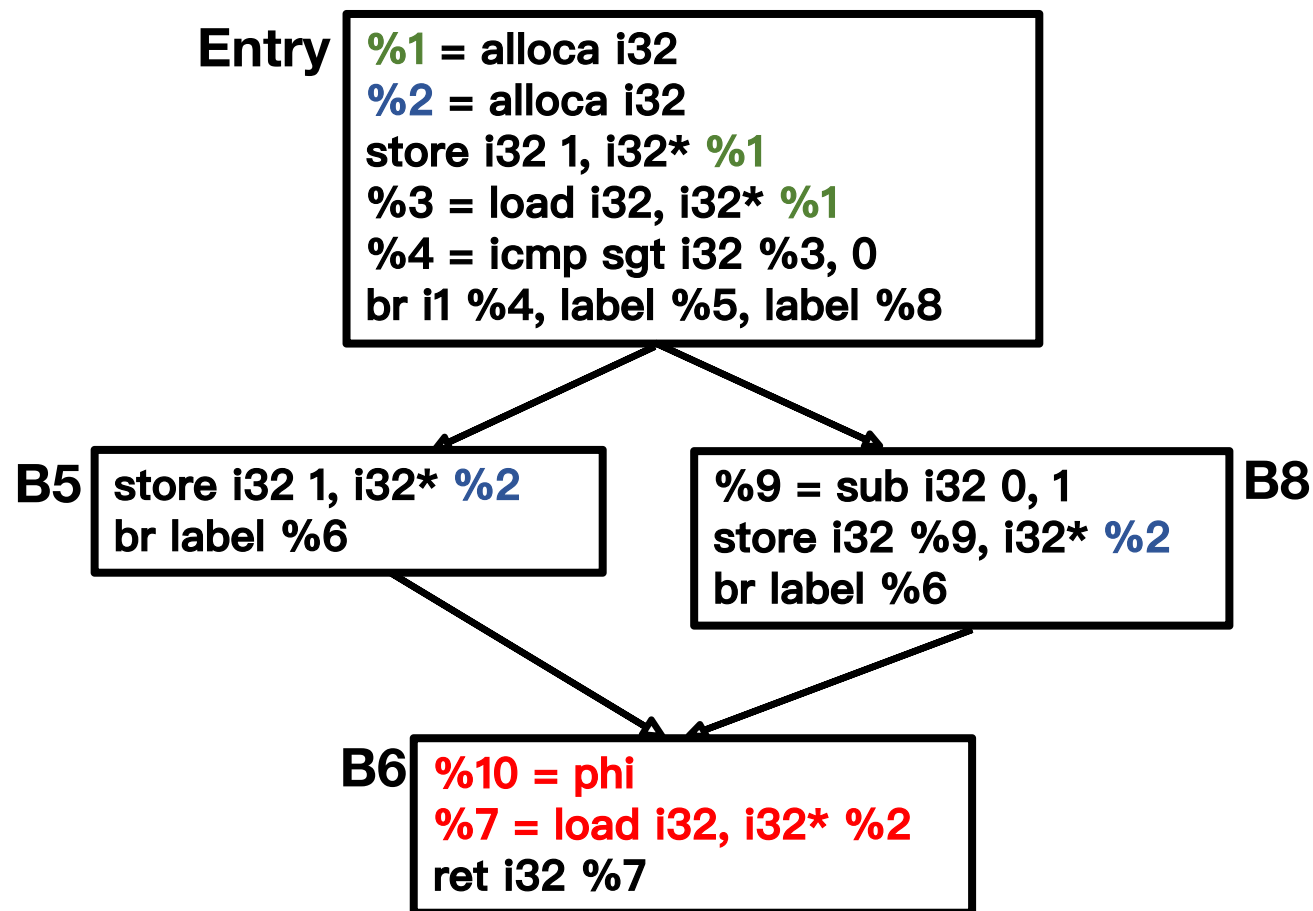 Entry
%1 = alloca i32
%2 = alloca i32
store i32 1, i32* %1
%3 = load i32, i32* %1
%4 = icmp sgt i32 %3, 0
br i1 %4, label %5, label %8
B5
store i32 1, i32* %2
br label %6
B8
%9 = sub i32 0, 1
store i32 %9, i32* %2
br label %6
B6
%10 = phi
%7 = load i32, i32* %2
ret i32 %7